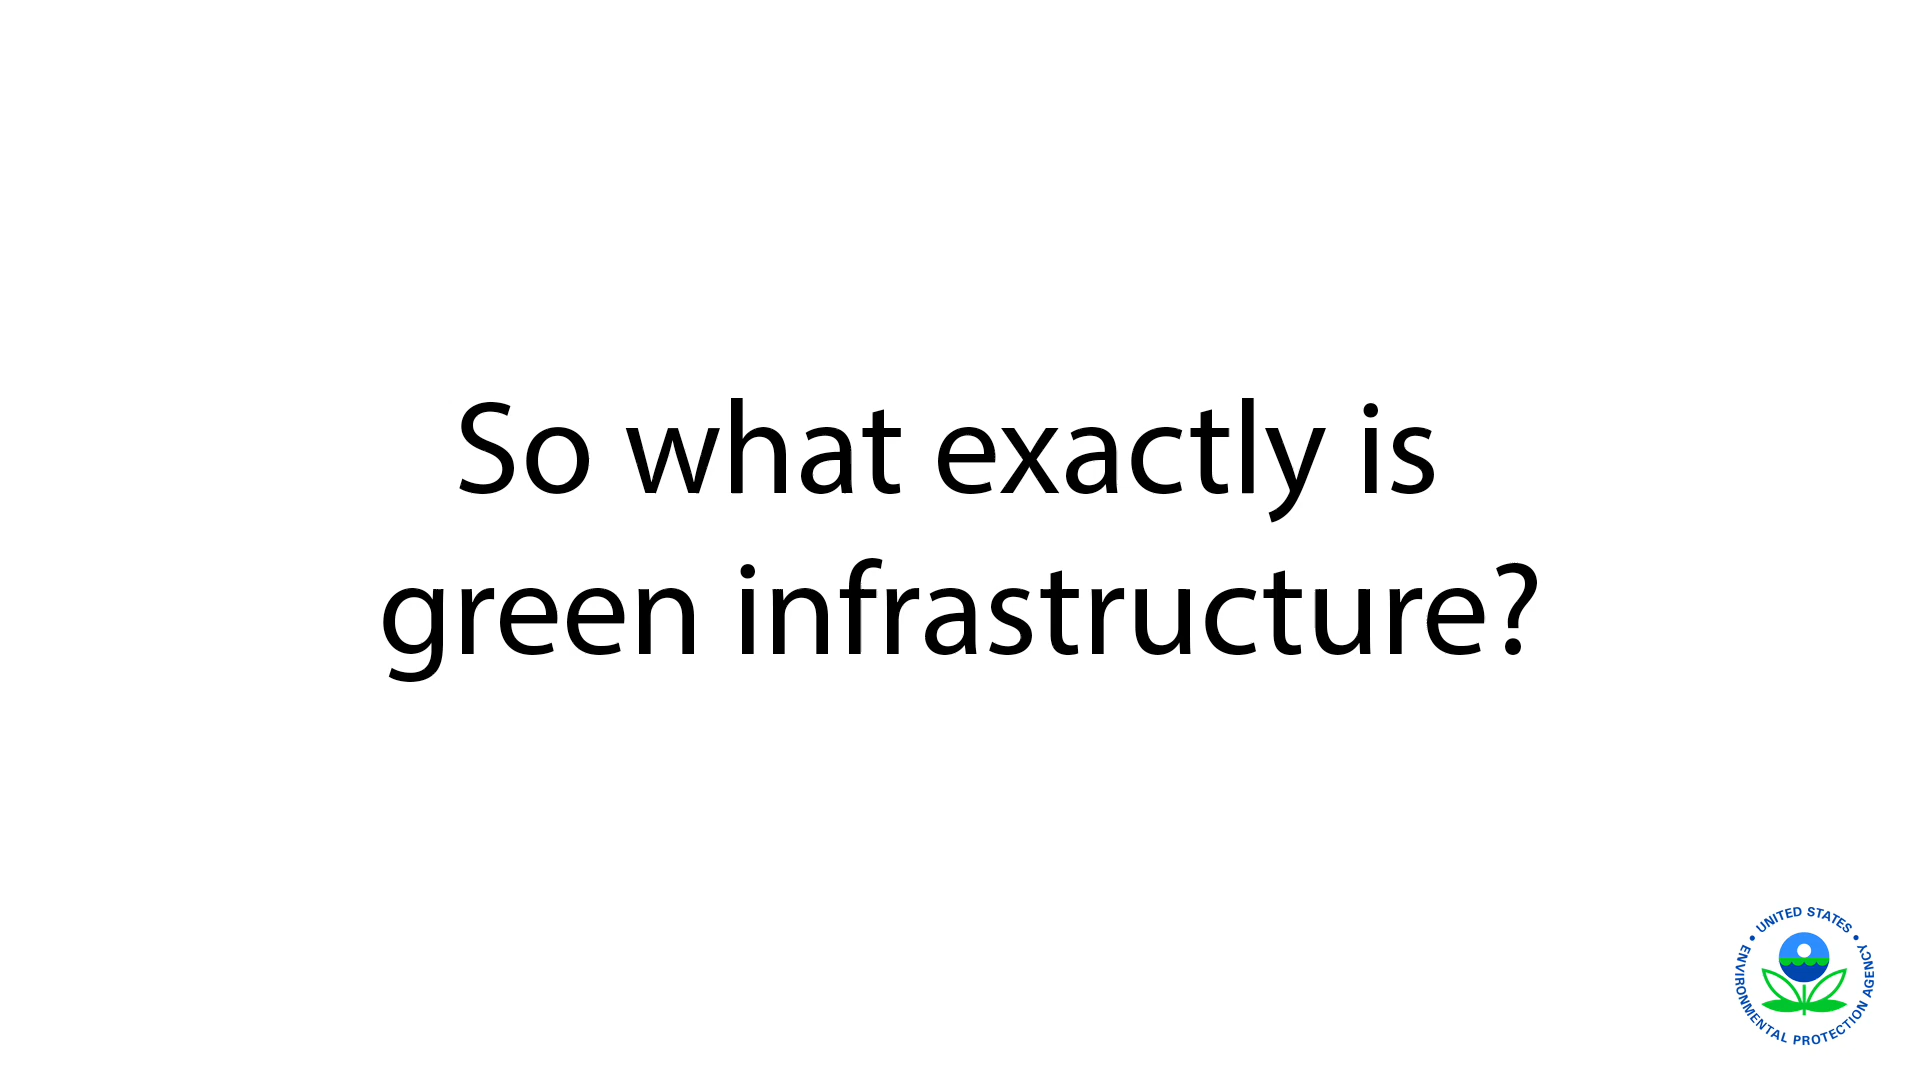 So what exactly is
green infrastructure?
UNITED STATES
ENVIRONMENTAL PROTECTION AGENCY